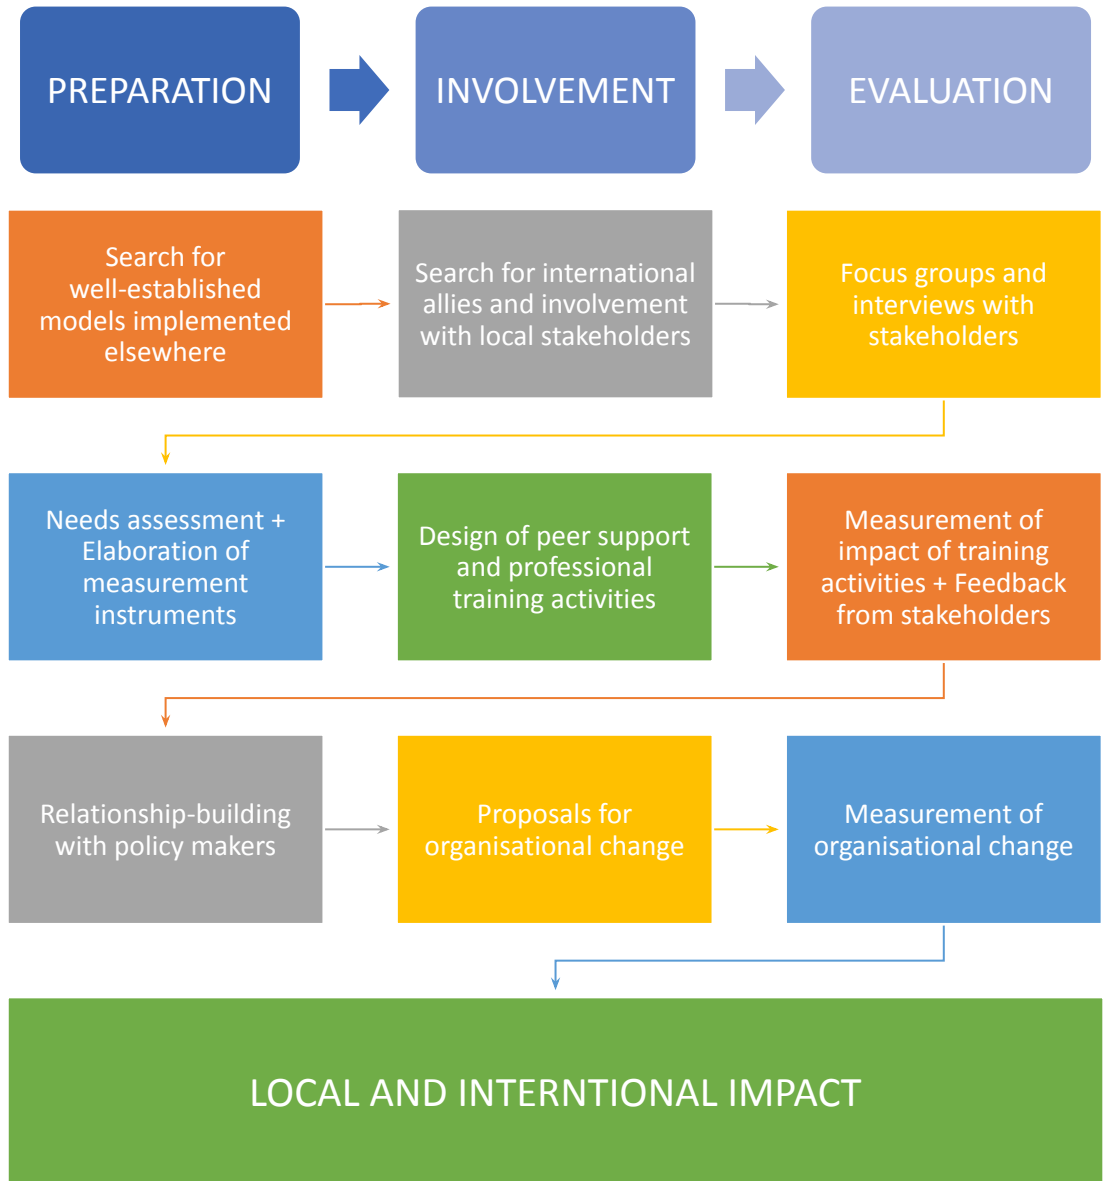 PREPARATION
INVOLVEMENT
EVALUATION
Search for
well-established
models implemented
elsewhere
Search for international
allies and involvement
with local stakeholders
Focus groups and
interviews with
stakeholders
Needs assessment +
Elaboration of
measurement
instruments
Design of peer support
and professional
training activities
Measurement of
impact of training
activities + Feedback
from stakeholders
Relationship-building
with policy makers
Proposals for
organisational change
Measurement of
organisational change
LOCAL AND INTERNTIONAL IMPACT